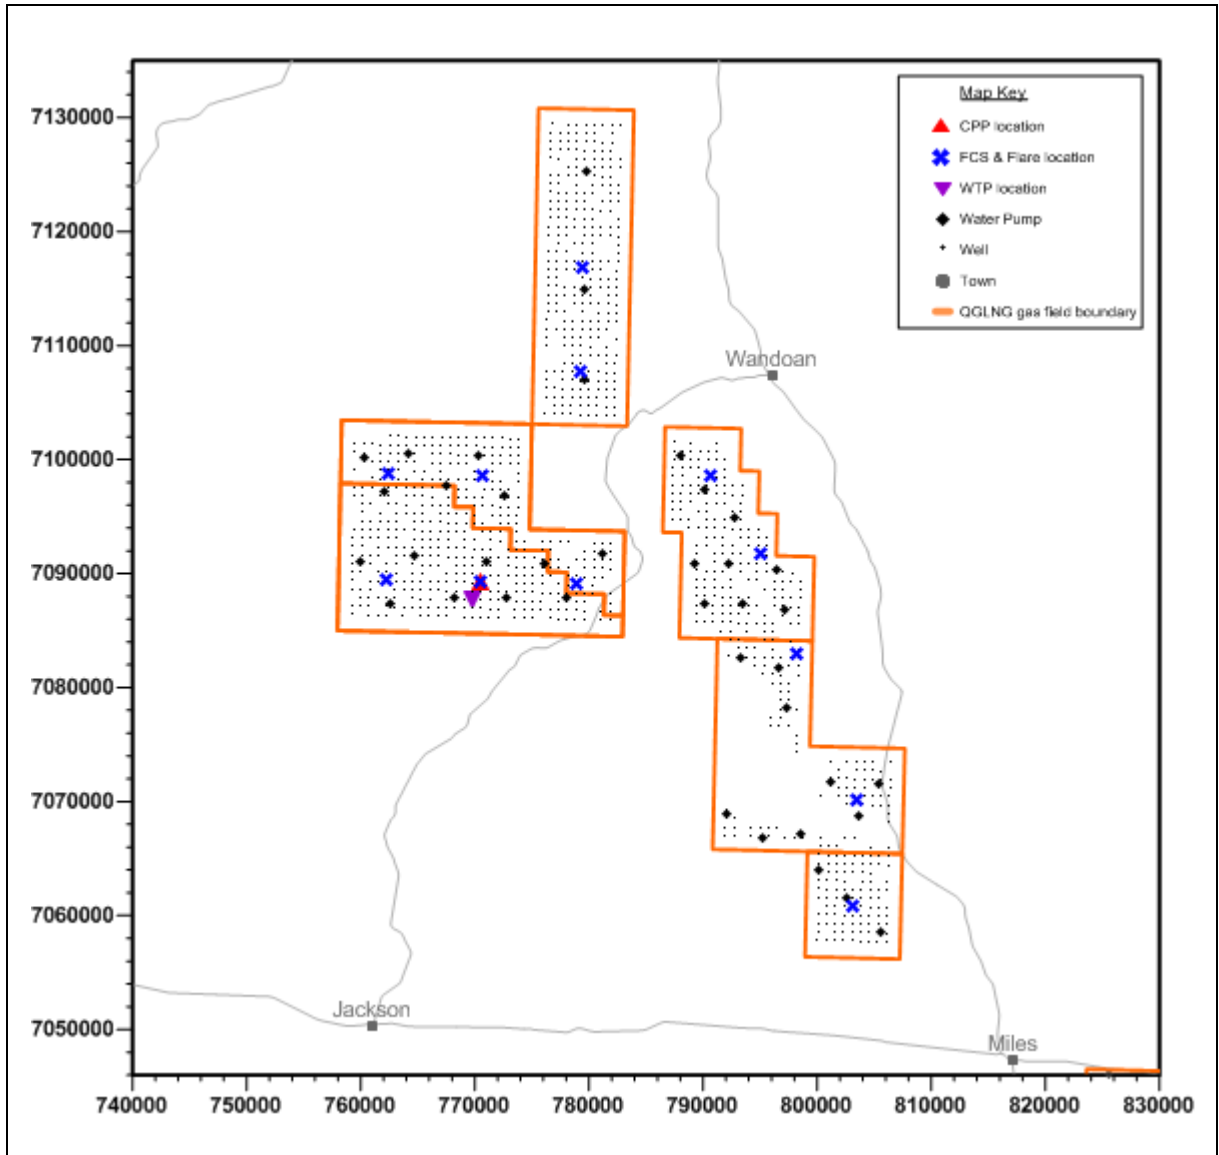 Map Key
CPP location
FCS & Flare location
WTP location
Water Pump
Well
Town
QGLNG gas field boundary
7130000
7120000
7110000
7100000
7090000
7080000
7070000
7060000
7050000
Wandoan
Jackson
Miles
740000 750000 760000 770000 780000 790000 800000 810000 820000 830000